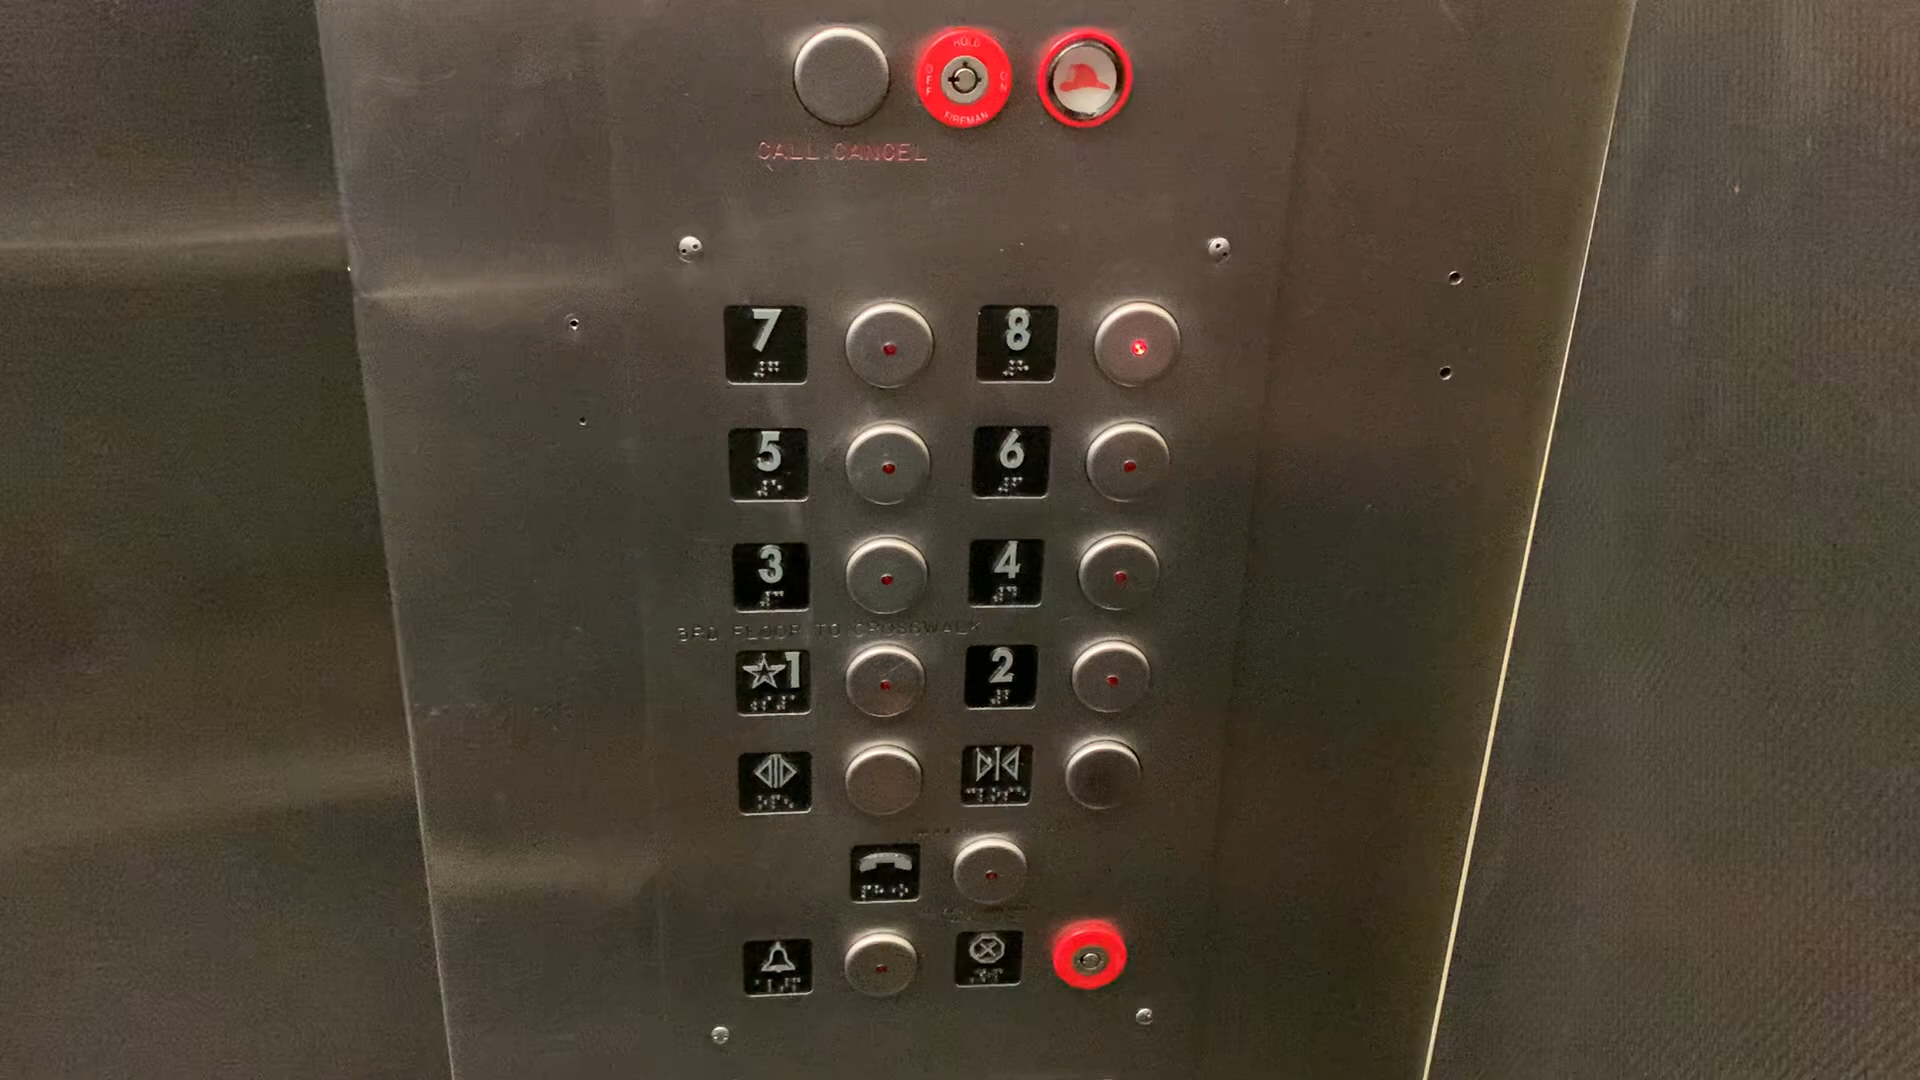 HOLD
OFF
ON
FIREMAN
CALL CANCEL
7
8
5
6
3
4
3RD FLOOR TO CROSSWALK
☆1
2